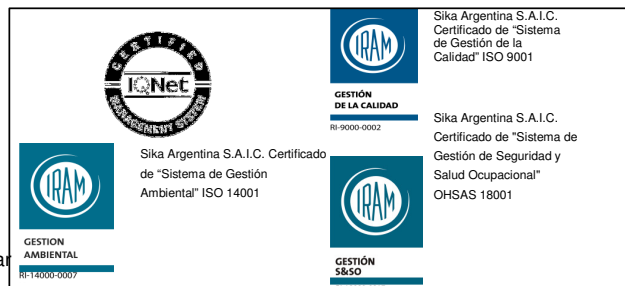 CERTIFIED
IQNet
MANAGEMENT SYSTEM
IRAM
GESTIÓN
DE LA CALIDAD
RI-9000-0002
Sika Argentina S.A.I.C.
Certificado de “Sistema
de Gestión de la
Calidad” ISO 9001
IRAM
GESTION
AMBIENTAL
RI-14000-0007
Sika Argentina S.A.I.C. Certificado
de “Sistema de Gestión
Ambiental” ISO 14001
IRAM
GESTIÓN
S&SO
Sika Argentina S.A.I.C.
Certificado de "Sistema de
Gestión de Seguridad y
Salud Ocupacional"
OHSAS 18001
ar